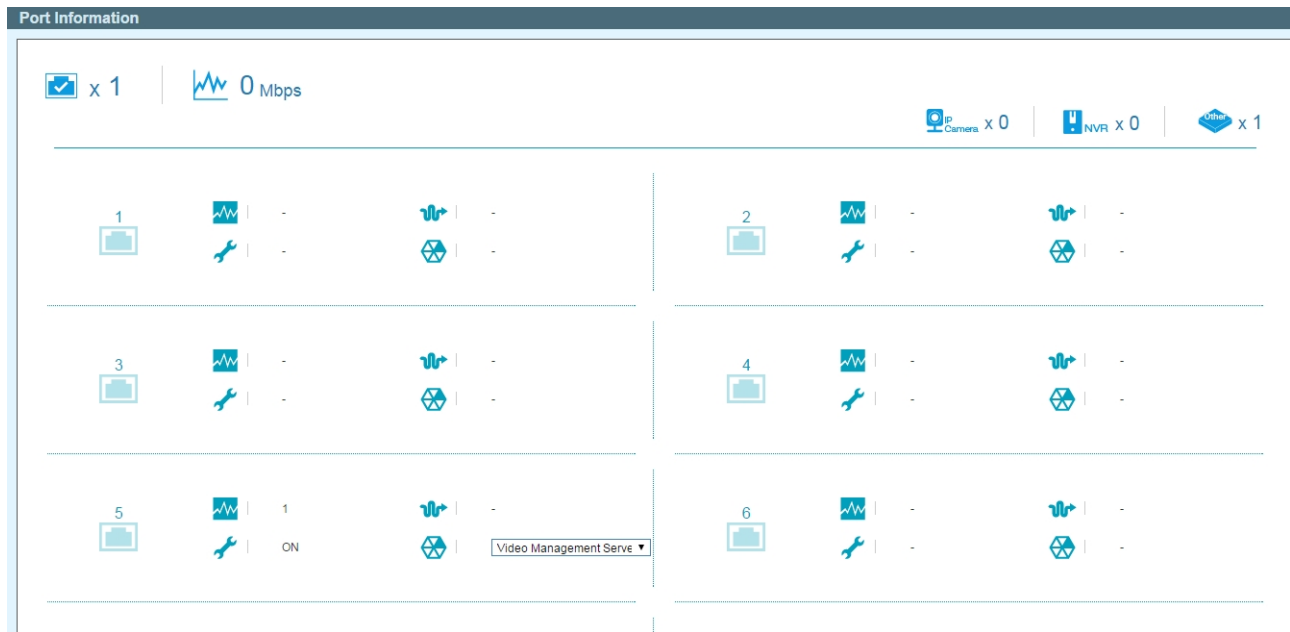 Port Information
x 1 0 Mbps
IP Camera x 0 NVR x 0 Other x 1
1 - - 2 - -
- - - -
3 - - 4 - -
- - - -
5 1 - 6 - -
ON Video Management Serve - -